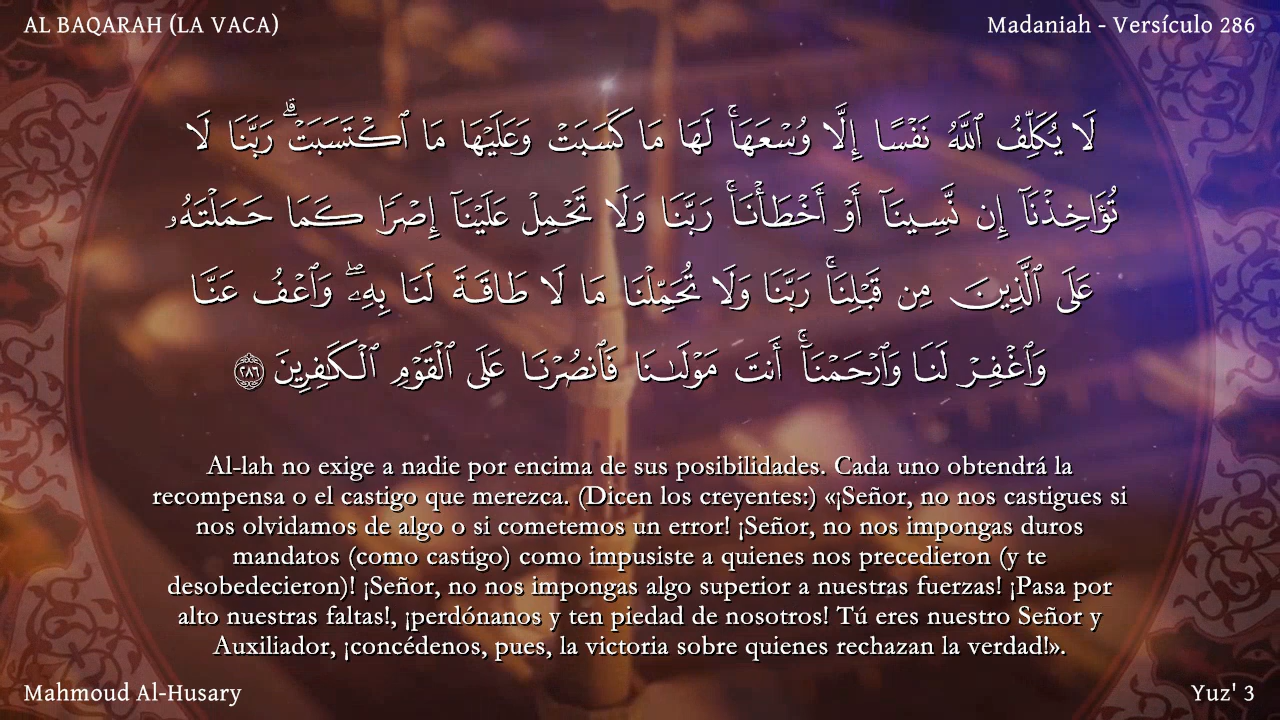 AL BAQARAH (LA VACA)
Madaniah - Versículo 286
لَا يُكَلِّفُ ٱللَّهُ نَفْسًا إِلَّا وُسْعَهَاۚ لَهَا مَا كَسَبَتْ وَعَلَيْهَا مَا ٱكْتَسَبَتْۗ رَبَّنَا لَا
تُؤَاخِذْنَآ إِن نَّسِينَآ أَوْ أَخْطَأْنَاۚ رَبَّنَا وَلَا تَحْمِلْ عَلَيْنَآ إِصْرًا كَمَا حَمَلْتَهُۥ
عَلَى ٱلَّذِينَ مِن قَبْلِنَاۚ رَبَّنَا وَلَا تُحَمِّلْنَا مَا لَا طَاقَةَ لَنَا بِهِۦۖ وَٱعْفُ عَنَّا
وَٱغْفِرْ لَنَا وَٱرْحَمْنَآۚ أَنتَ مَوْلَىٰنَا فَٱنصُرْنَا عَلَى ٱلْقَوْمِ ٱلْكَٰفِرِينَ ٢٨٦
Al-lah no exige a nadie por encima de sus posibilidades. Cada uno obtendrá la
recompensa o el castigo que merezca. (Dicen los creyentes:) «¡Señor, no nos castigues si
nos olvidamos de algo o si cometemos un error! ¡Señor, no nos impongas duros
mandatos (como castigo) como impusiste a quienes nos precedieron (y te
desobedecieron)! ¡Señor, no nos impongas algo superior a nuestras fuerzas! ¡Pasa por
alto nuestras faltas!, ¡perdónanos y ten piedad de nosotros! Tú eres nuestro Señor y
Auxiliador, ¡concédenos, pues, la victoria sobre quienes rechazan la verdad!».
Mahmoud Al-Husary
Yuz' 3